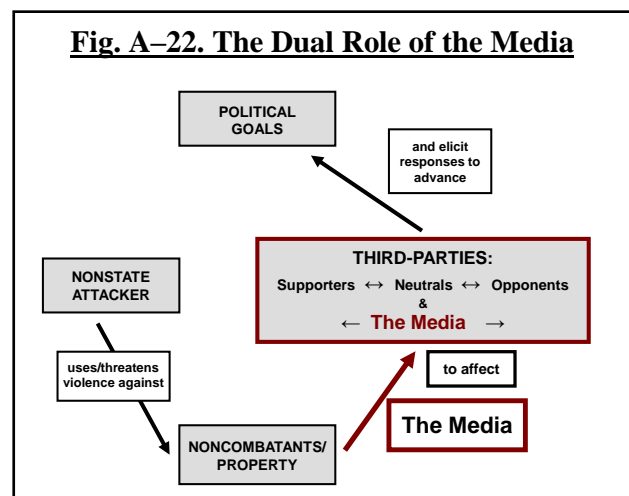 Fig. A–22. The Dual Role of the Media
POLITICAL
GOALS
and elicit
responses to
advance
THIRD-PARTIES:
Supporters ↔ Neutrals ↔ Opponents
&
← The Media →
NONSTATE
ATTACKER
uses/threatens
violence against
to affect
The Media
NONCOMBATANTS/
PROPERTY